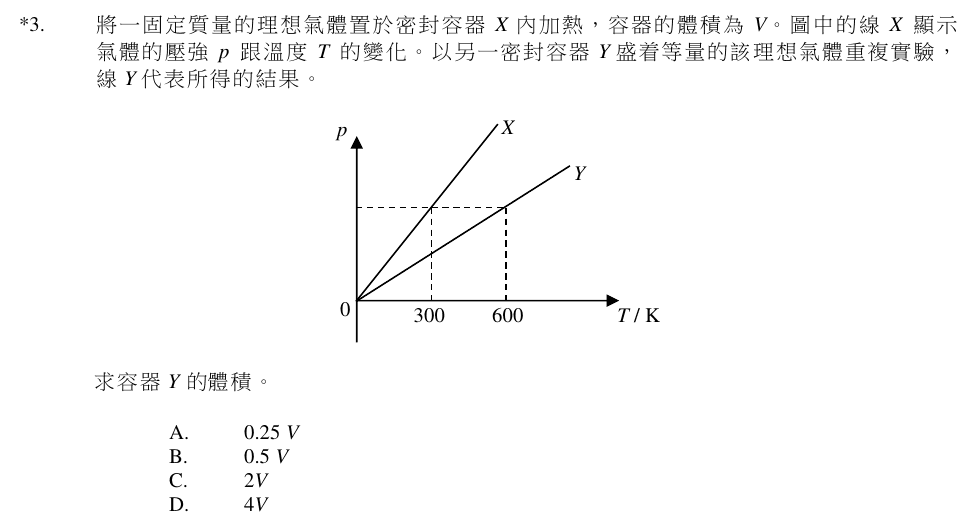 *3. 將一固定質量的理想氣體置於密封容器 X 內加熱，容器的體積為 V。圖中的線 X 顯示
氣體的壓強 p 跟溫度 T 的變化。以另一密封容器 Y 盛着等量的該理想氣體重複實驗，
線 Y 代表所得的結果。
p
X
Y
0
300 600
T / K
求容器 Y 的體積。
A. 0.25 V
B. 0.5 V
C. 2V
D. 4V